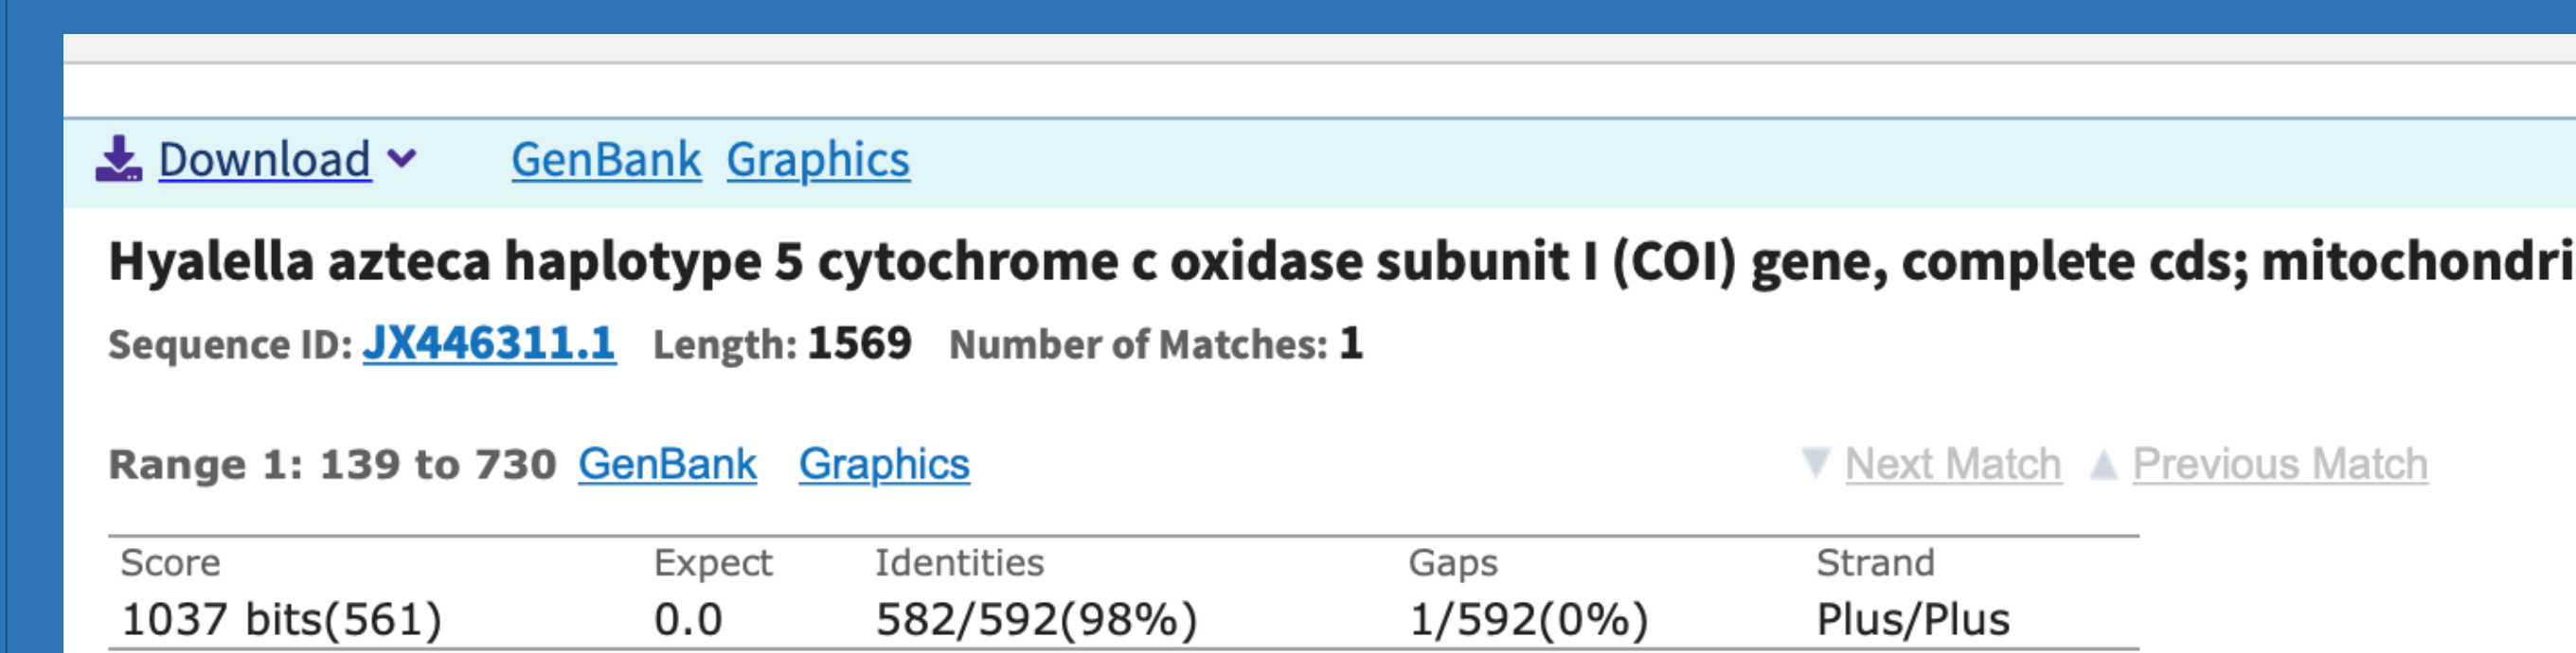 Download GenBank Graphics
Hyalella azteca haplotype 5 cytochrome c oxidase subunit I (COI) gene, complete cds; mitochondri
Sequence ID: JX446311.1 Length: 1569 Number of Matches: 1
Range 1: 139 to 730 GenBank Graphics Next Match Previous Match
Score Expect Identities Gaps Strand
1037 bits(561) 0.0 582/592(98%) 1/592(0%) Plus/Plus